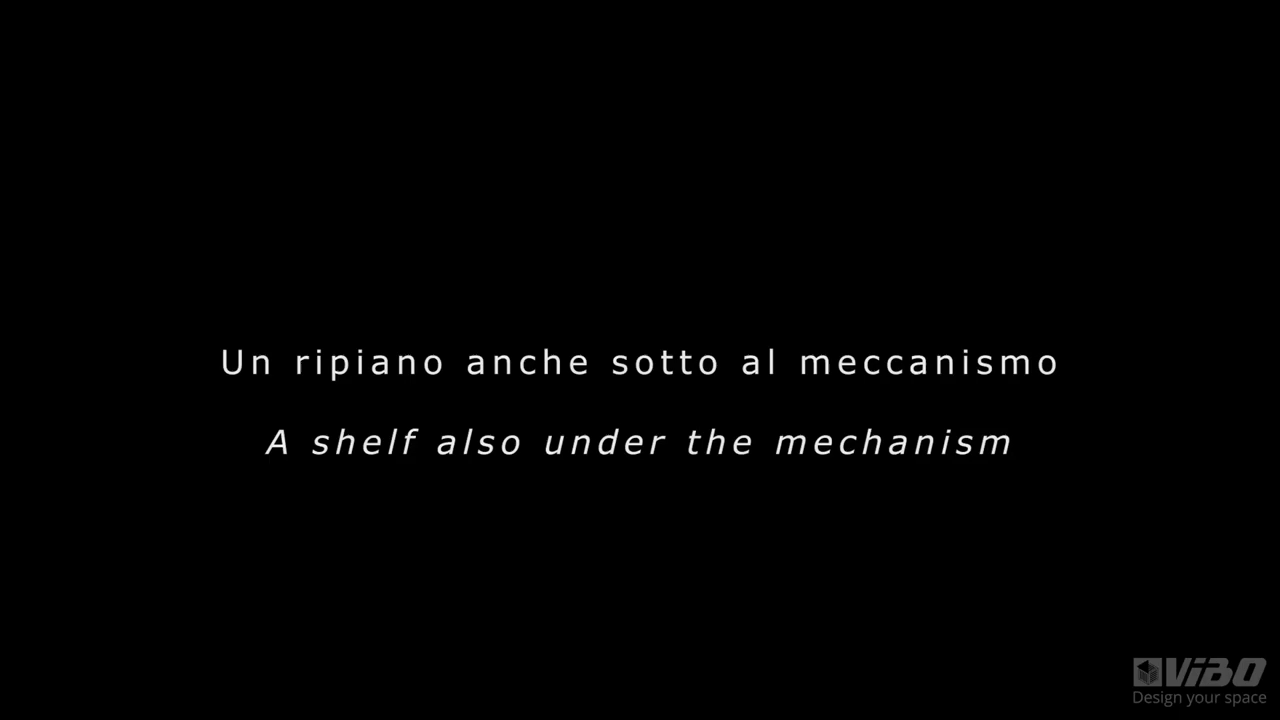 Un ripiano anche sotto al meccanismo
A shelf also under the mechanism
ViBO
Design your space